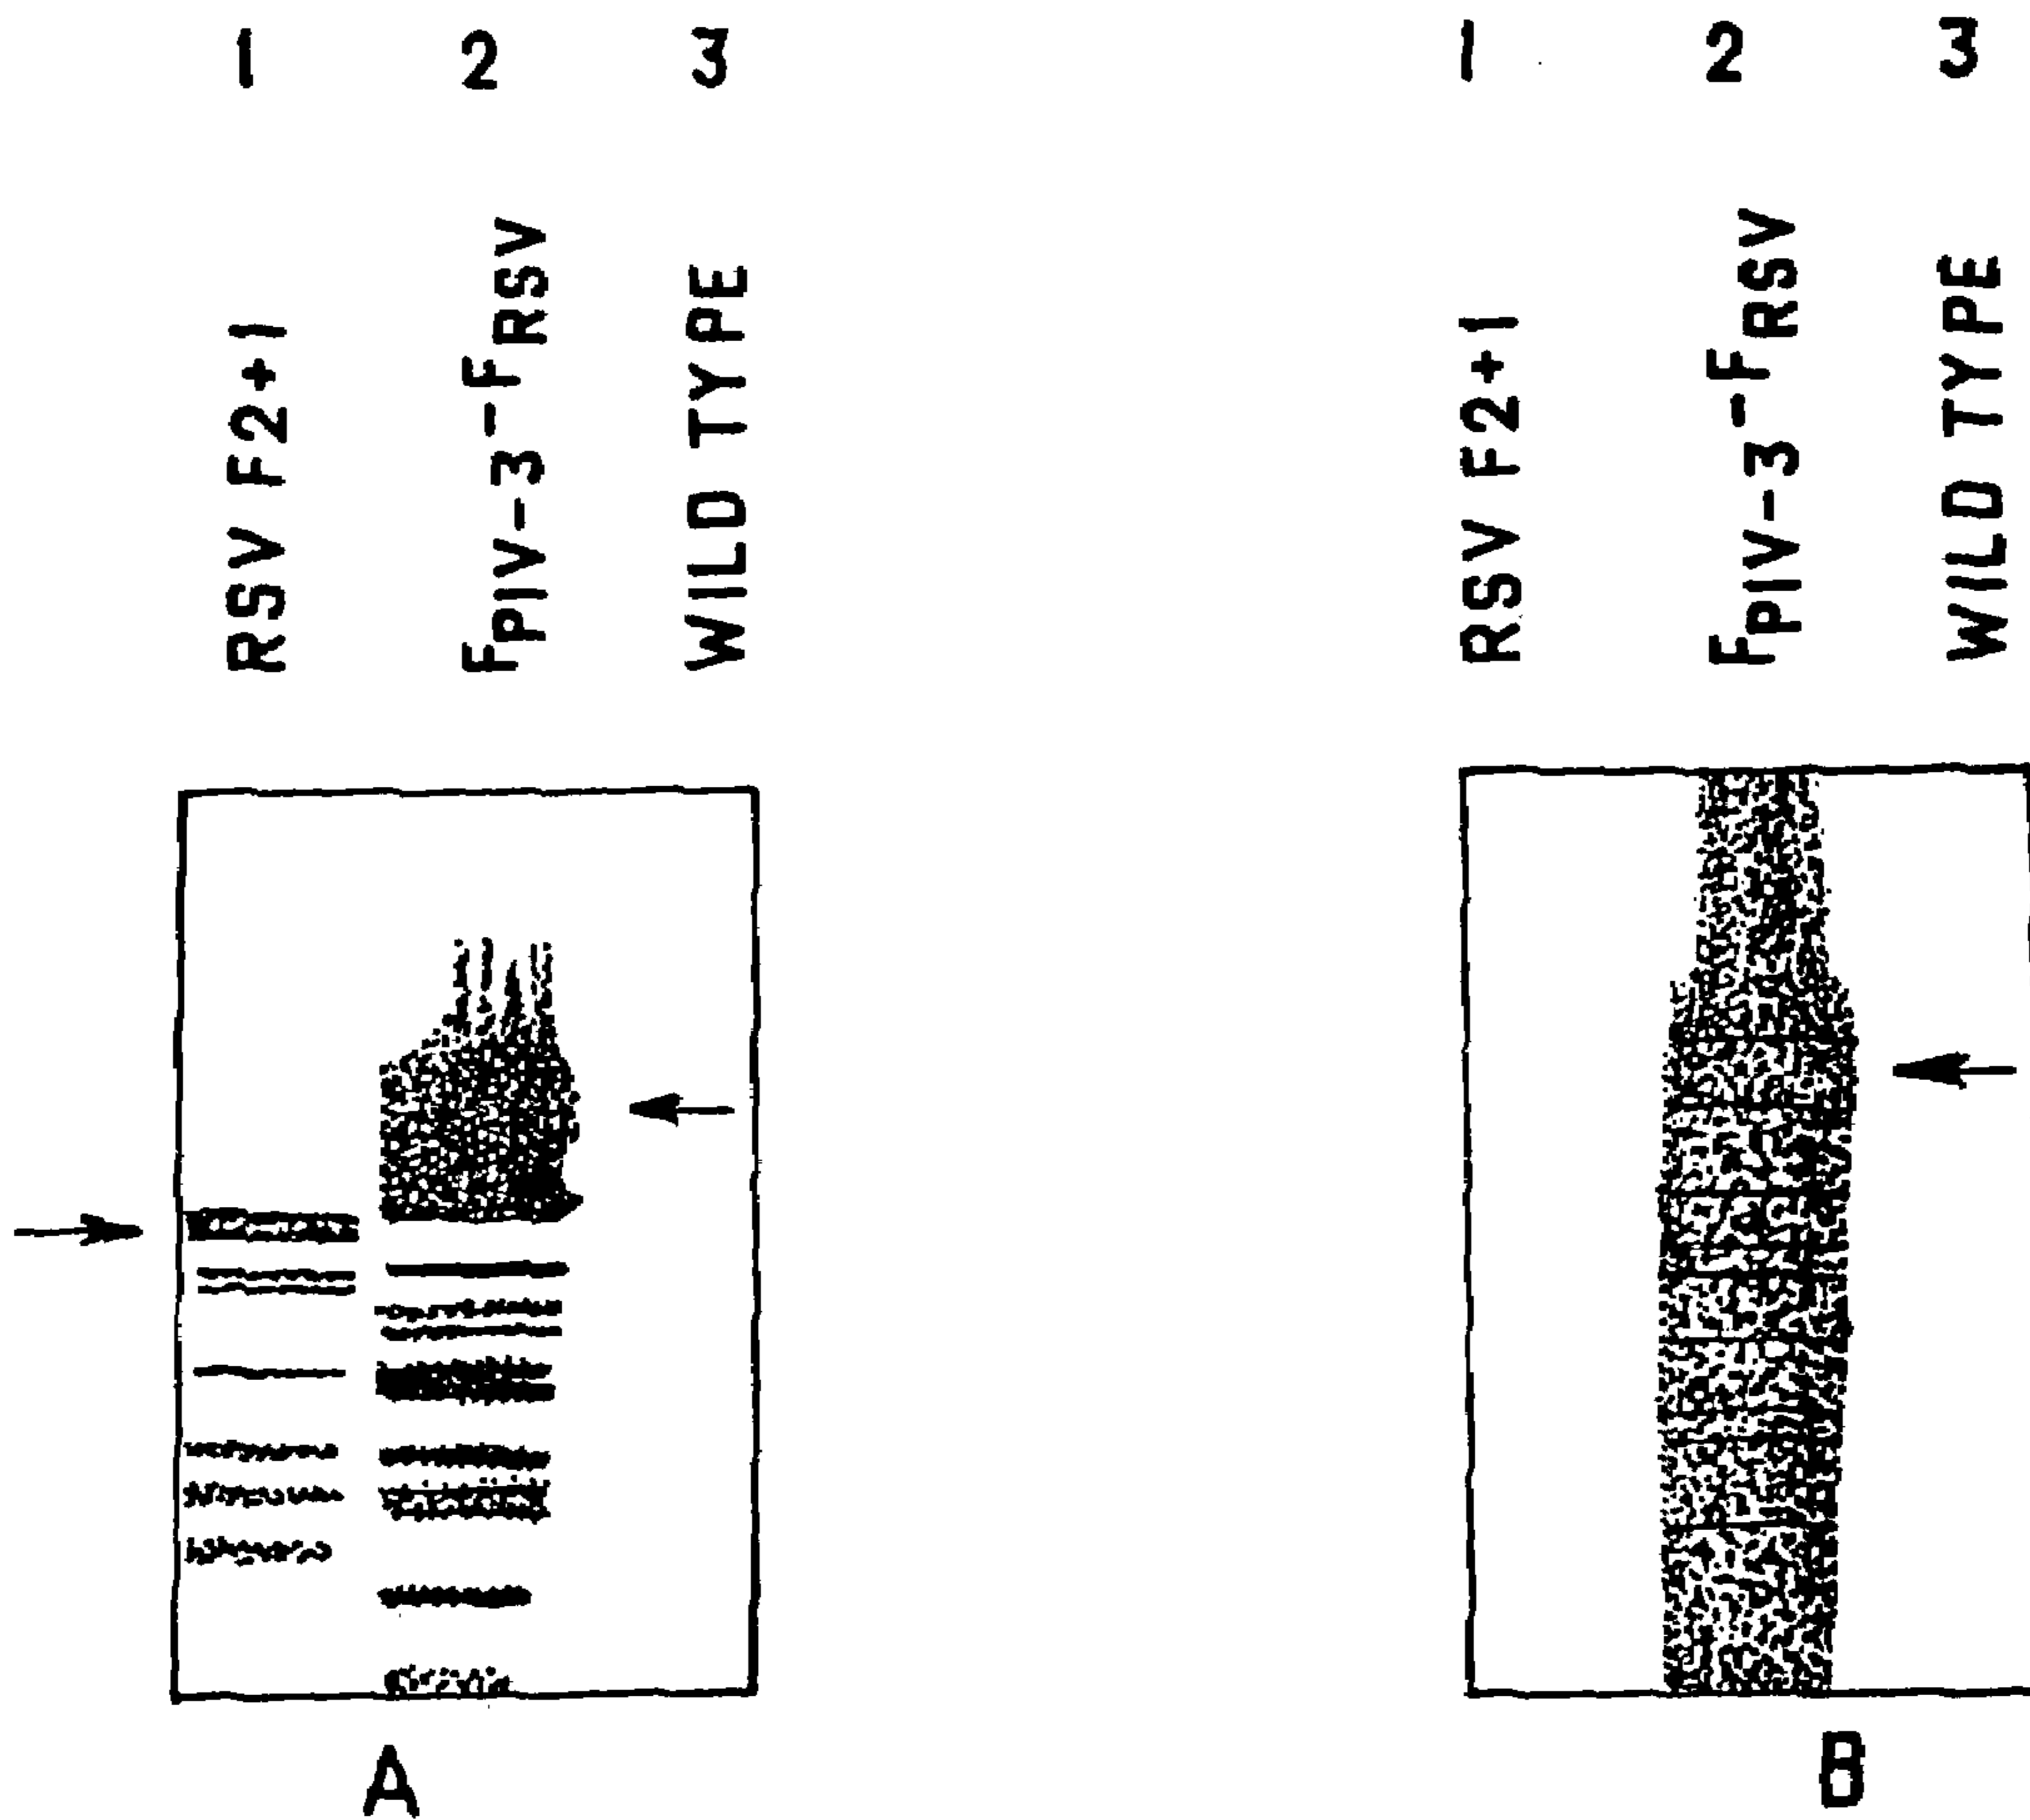 1 2 3
RSV F2+1
FPIV-3-FRSV
WILD TYPE
A
1 2 3
RSV F2+1
FPIV-3-FRSV
WILD TYPE
B